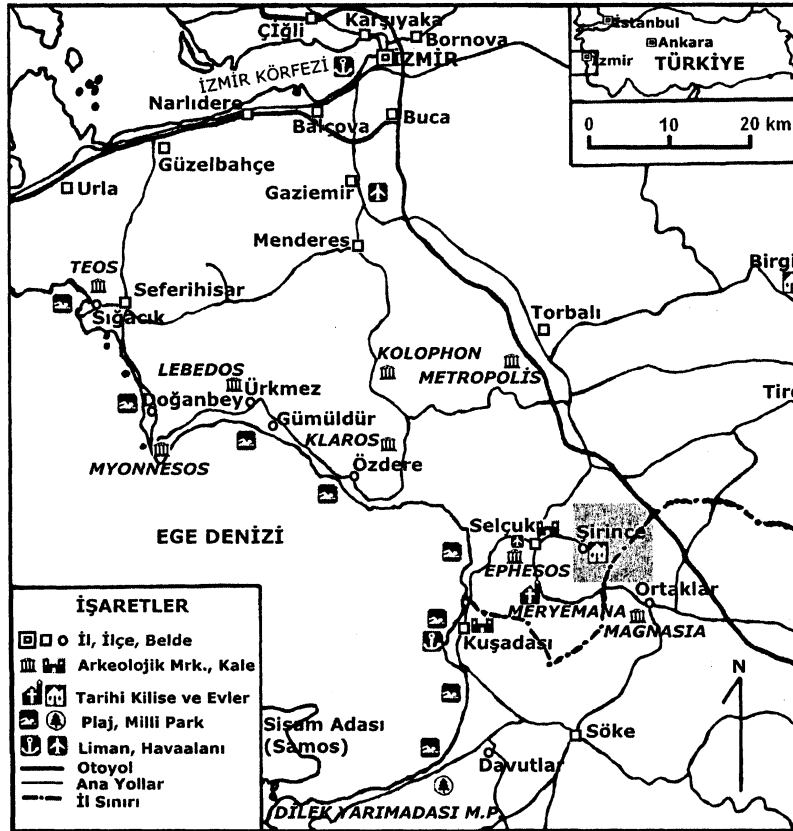 Çiğli
Karşıyaka
Bornova
İZMİR
İZMİR KÖRFEZİ
İstanbul
Ankara
İzmir
TÜRKİYE
0 10 20 km
Narlıdere
Balçova
Buca
Güzelbahçe
Urla
Gaziemir
Menderes
Birgi
TEOS
Seferihisar
Sığacık
Torbalı
KOLOPHON
METROPOLİS
LEBEDOS
Ürkmez
Tire
Doğanbey
Gümüldür
KLAROS
MYONNESOS
Özdere
EGE DENİZİ
Selçuk
Şirince
EPHESOS
Ortaklar
MERYEMANA
MAGNASIA
Kuşadası
İŞARETLER
İl, İlçe, Belde
Arkeolojik Mrk., Kale
Tarihi Kilise ve Evler
Plaj, Milli Park
Liman, Havaalanı
Otoyol
Ana Yollar
İl Sınırı
N
Sisam Adası
(Samos)
Söke
Davutlar
DİLEK YARIMADASI M.P.